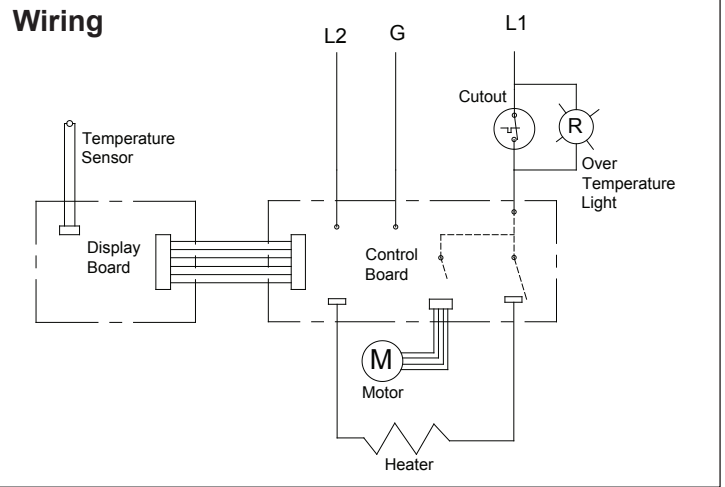 Wiring
L2
G
L1
Cutout
R
Temperature
Sensor
Over
Temperature
Light
Display
Board
Control
Board
M
Motor
Heater